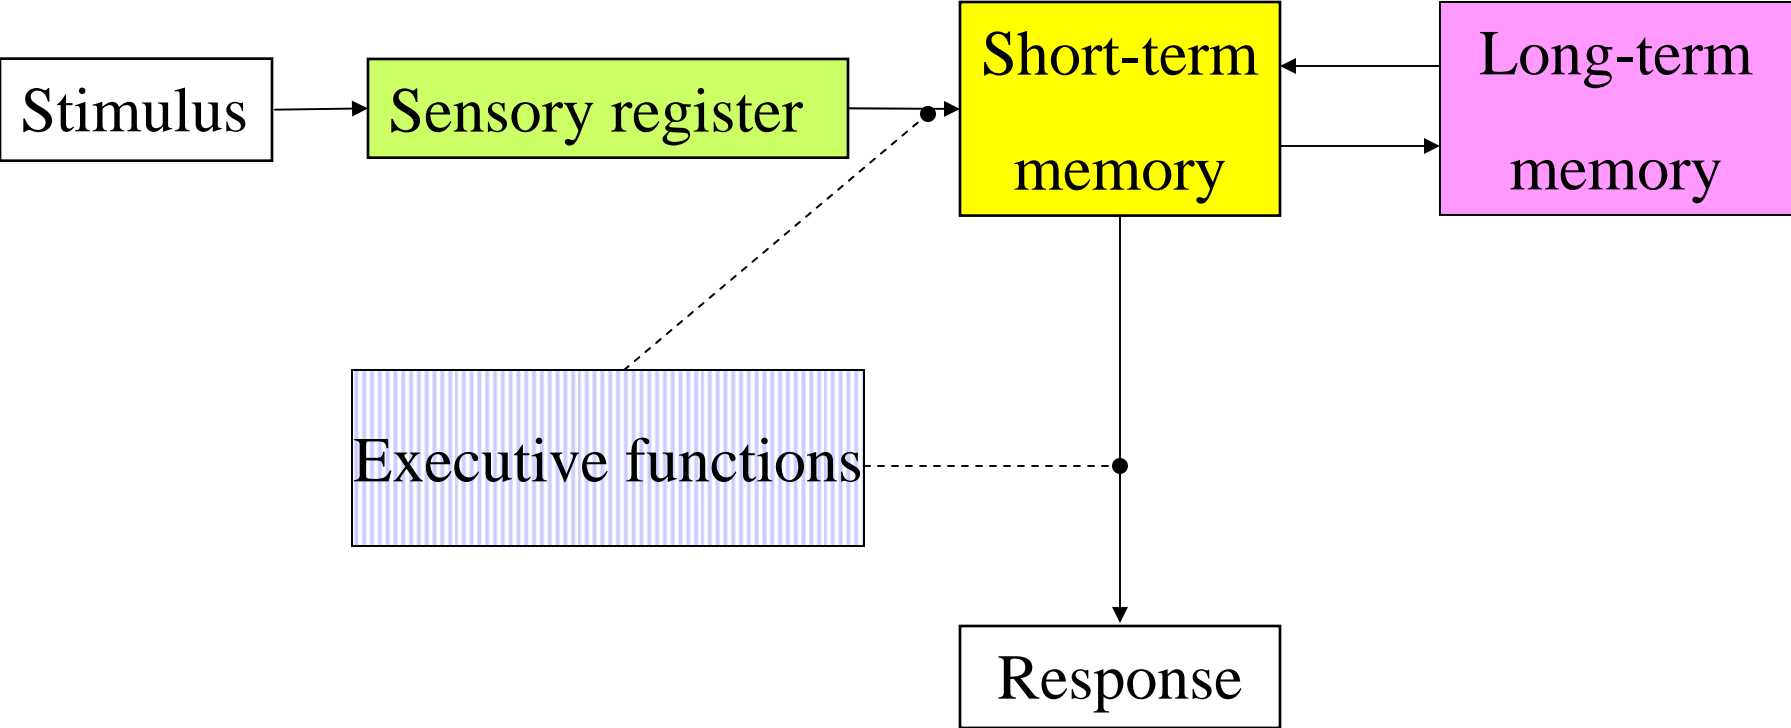 Stimulus
Sensory register
Short-term
memory
Long-term
memory
Executive functions
Response